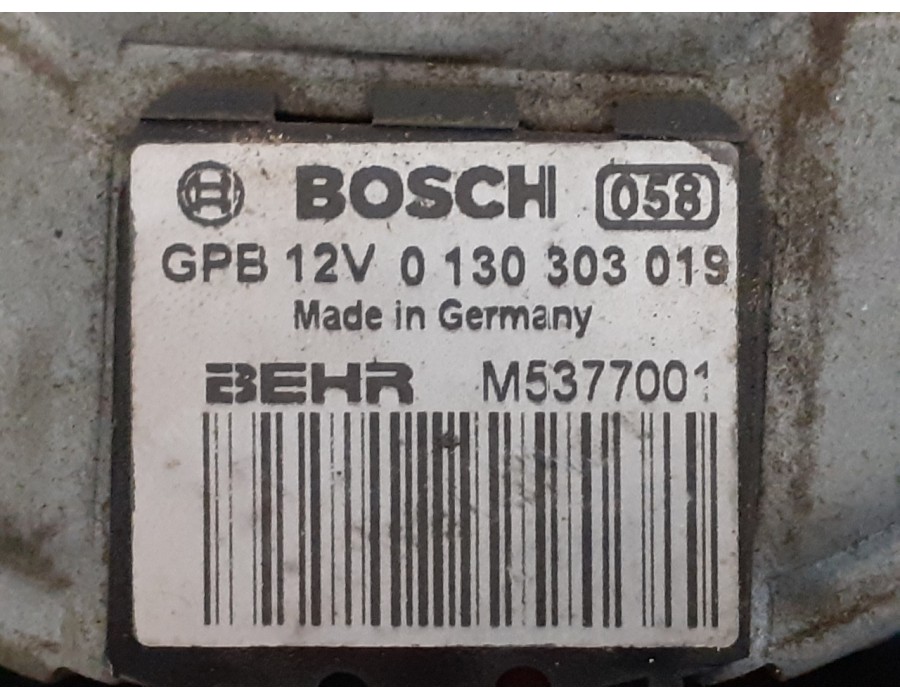 BOSCH 058
GPB 12V 0 130 303 019
Made in Germany
BEHR M5377001